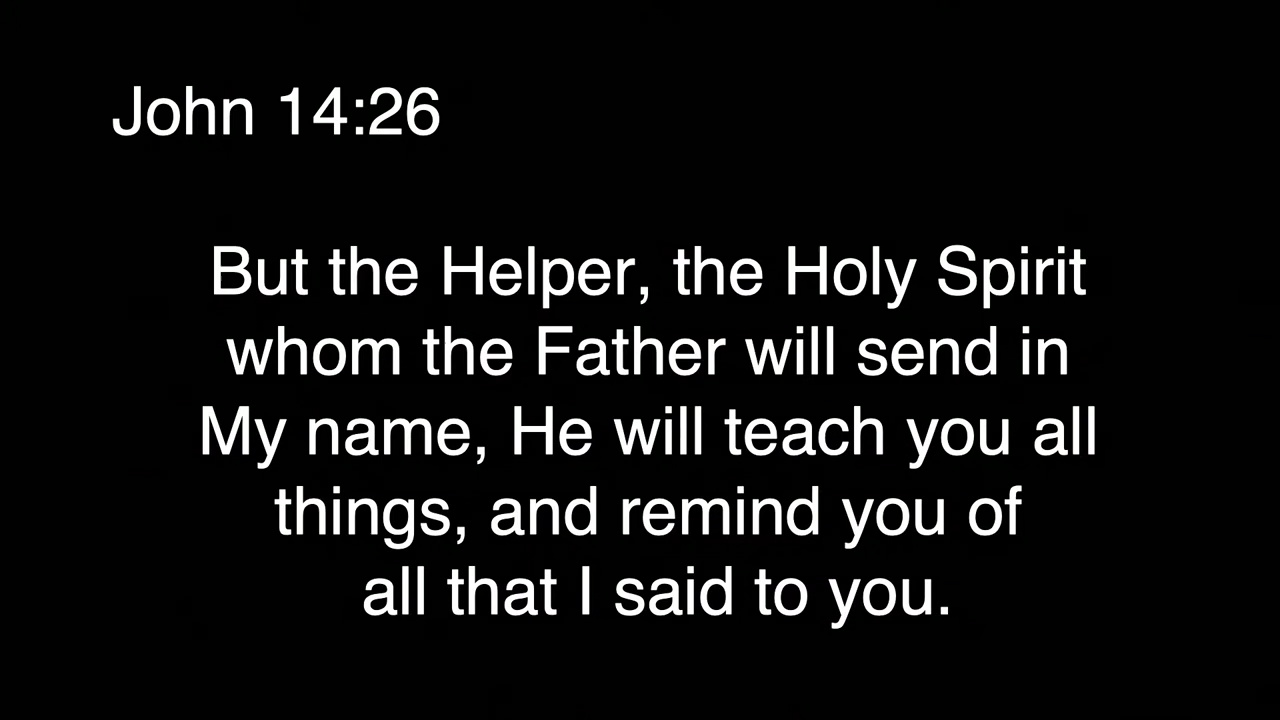 John 14:26
But the Helper, the Holy Spirit
whom the Father will send in
My name, He will teach you all
things, and remind you of
all that I said to you.